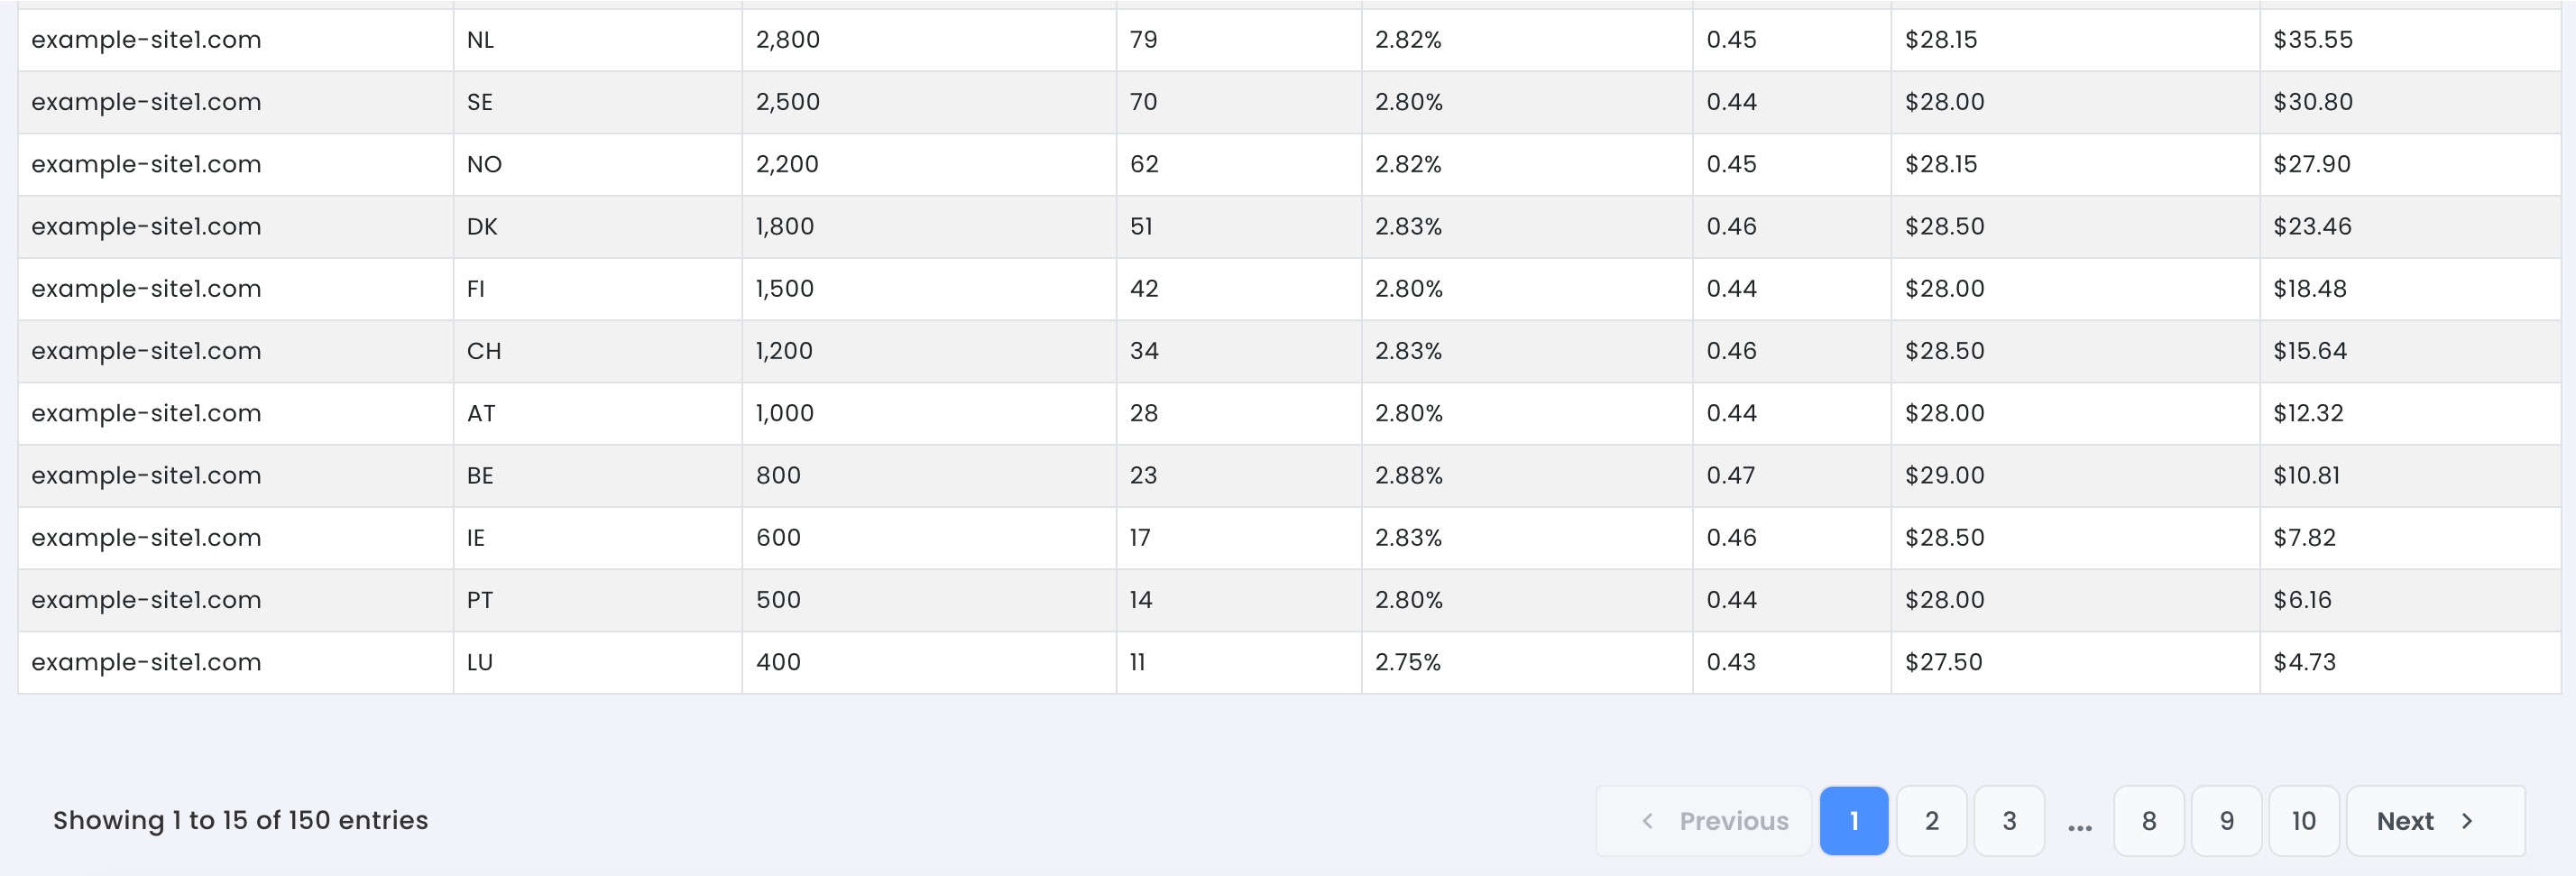 example-site1.com NL 2,800 79 2.82% 0.45 $28.15 $35.55
example-site1.com SE 2,500 70 2.80% 0.44 $28.00 $30.80
example-site1.com NO 2,200 62 2.82% 0.45 $28.15 $27.90
example-site1.com DK 1,800 51 2.83% 0.46 $28.50 $23.46
example-site1.com FI 1,500 42 2.80% 0.44 $28.00 $18.48
example-site1.com CH 1,200 34 2.83% 0.46 $28.50 $15.64
example-site1.com AT 1,000 28 2.80% 0.44 $28.00 $12.32
example-site1.com BE 800 23 2.88% 0.47 $29.00 $10.81
example-site1.com IE 600 17 2.83% 0.46 $28.50 $7.82
example-site1.com PT 500 14 2.80% 0.44 $28.00 $6.16
example-site1.com LU 400 11 2.75% 0.43 $27.50 $4.73
Showing 1 to 15 of 150 entries < Previous 1 2 3 ... 8 9 10 Next >